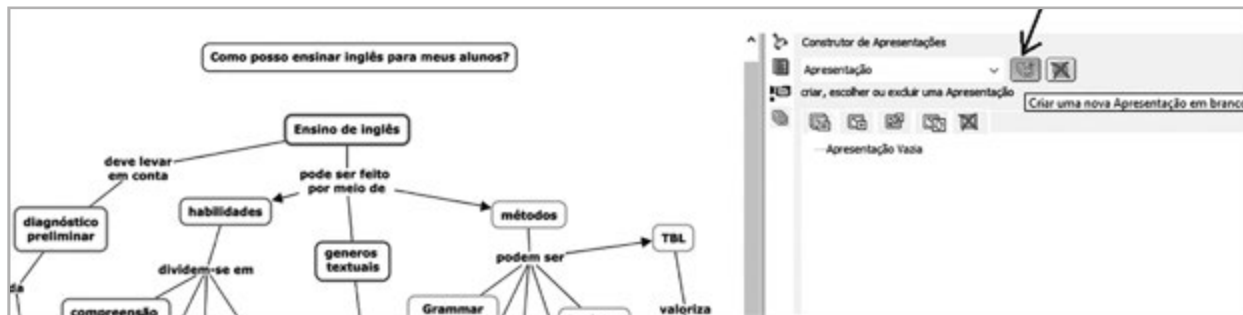 Como posso ensinar inglês para meus alunos?
Ensino de inglês
deve levar
em conta
pode ser feito
por meio de
diagnóstico
preliminar
habilidades
métodos
generos
textuais
TBL
dividem-se em
podem ser
da
compreensão
Grammar
valoriza
Construtor de Apresentações
Apresentação
criar, escolher ou excluir uma Apresentação
Criar uma nova Apresentação em branco
Apresentação Vazia